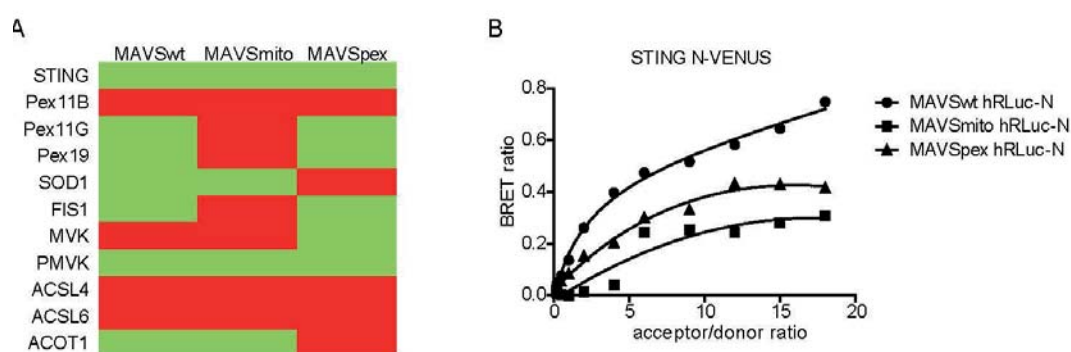 A
MAVSwt MAVSmito MAVSpex
STING
Pex11B
Pex11G
Pex19
SOD1
FIS1
MVK
PMVK
ACSL4
ACSL6
ACOT1
B
STING N-VENUS
BRET ratio
0.8
0.6
0.4
0.2
0.0
0 5 10 15 20
acceptor/donor ratio
MAVSwt hRLuc-N
MAVSmito hRLuc-N
MAVSpex hRLuc-N